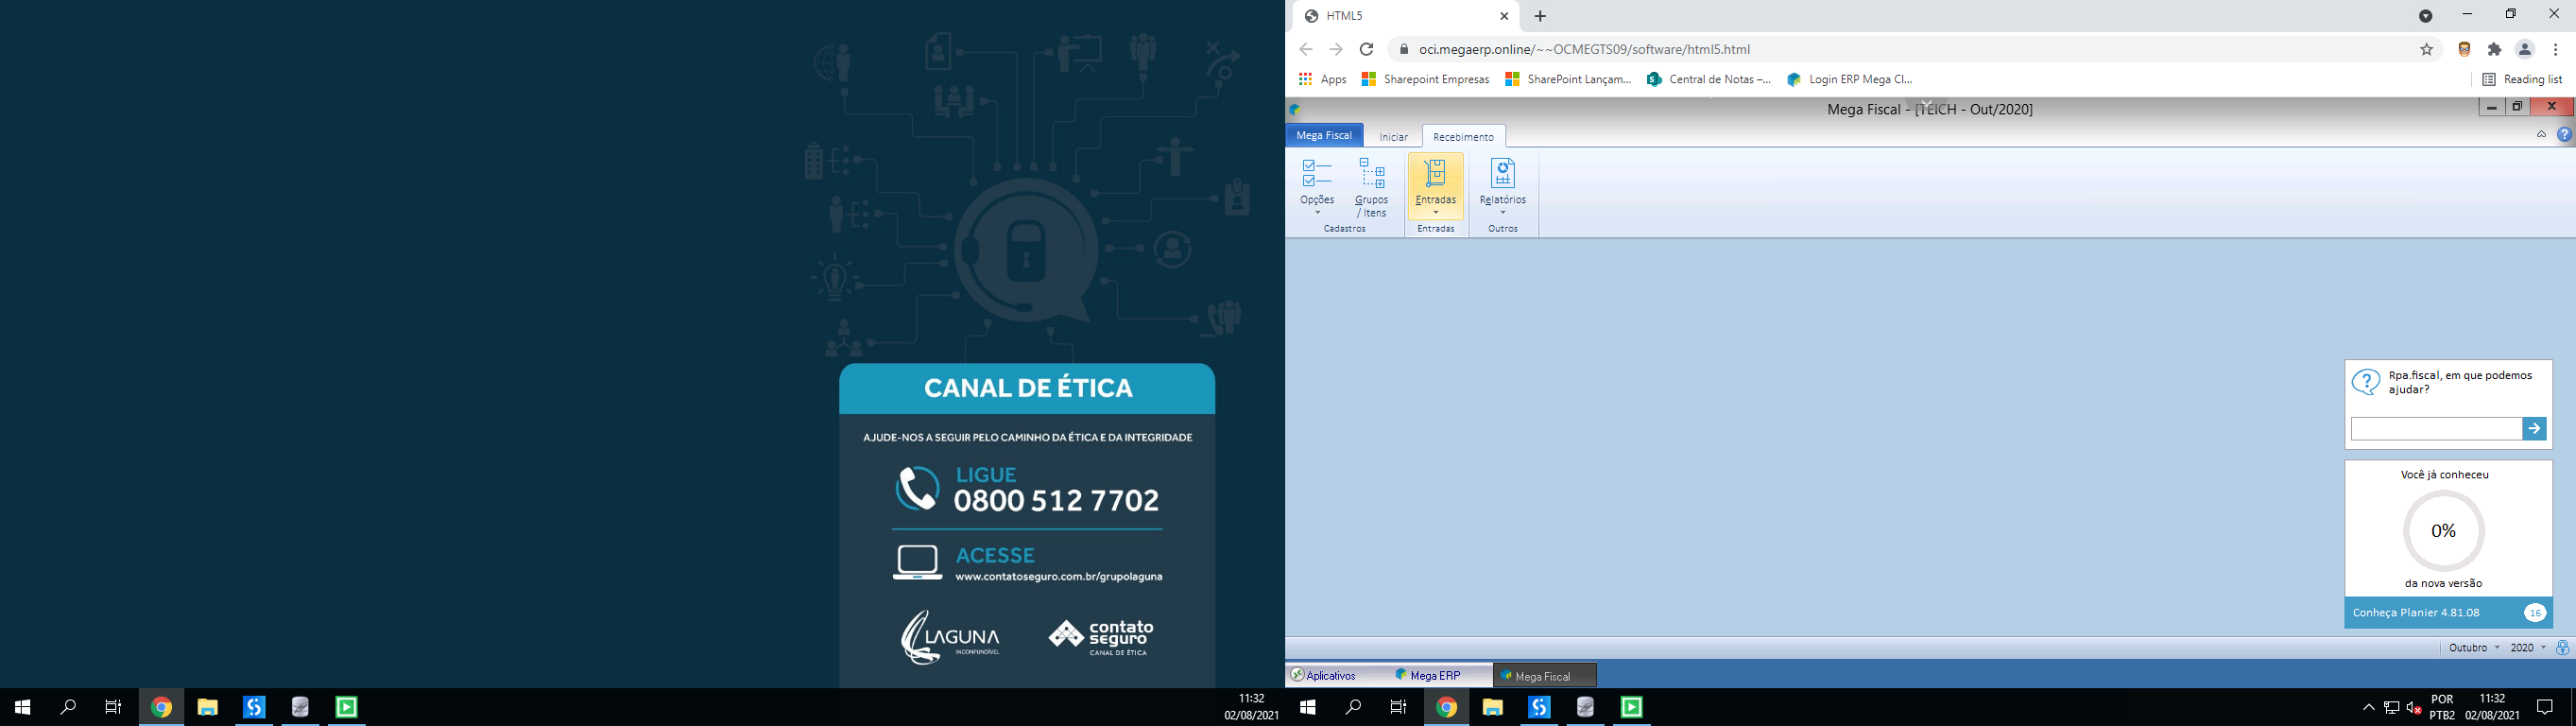 CANAL DE ÉTICA
AJUDE-NOS A SEGUIR PELO CAMINHO DA ÉTICA E DA INTEGRIDADE
LIGUE
0800 512 7702
ACESSE
www.contatoseguro.com.br/grupolaguna
LAGUNA
INCONFUNDÍVEL
contato
seguro
CANAL DE ÉTICA
11:32
02/08/2021
HTML5
oci.megaerp.online/~~OCMEGTS09/software/html5.html
Apps
Sharepoint Empresas
SharePoint Lançam...
Central de Notas –...
Login ERP Mega Cl...
Reading list
Mega Fiscal - [TEICH - Out/2020]
Mega Fiscal
Iniciar
Recebimento
Opções
Grupos
/ Itens
Entradas
Relatórios
Cadastros
Entradas
Outros
Rpa.fiscal, em que podemos
ajudar?
Você já conheceu
0%
da nova versão
Conheça Planier 4.81.08
16
Outubro
2020
Aplicativos
Mega ERP
Mega Fiscal
POR
PTB2
11:32
02/08/2021